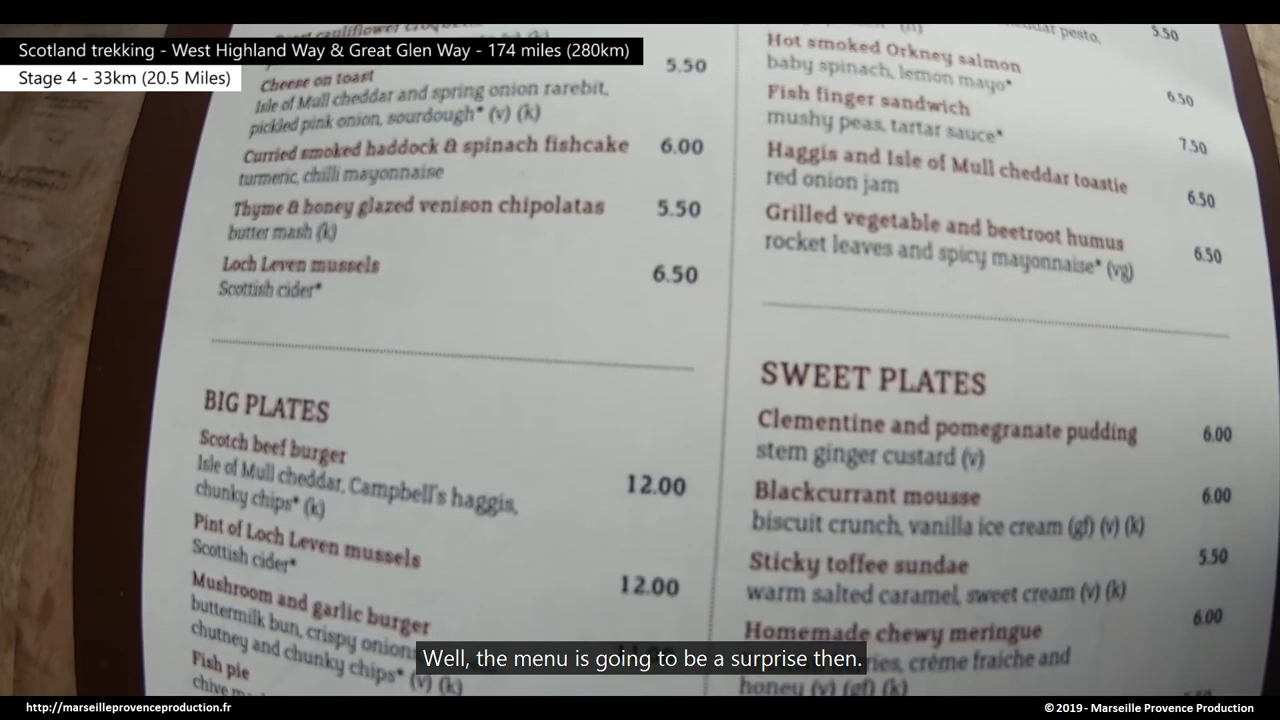 Scotland trekking - West Highland Way & Great Glen Way - 174 miles (280km)
Stage 4 - 33km (20.5 Miles)
cauliflower
Cheese on toast 5.50
Isle of Mull cheddar and spring onion rarebit,
pickled pink onion, sourdough* (v) (k)
Curried smoked haddock & spinach fishcake 6.00
turmeric, chilli mayonnaise
Thyme & honey glazed venison chipolatas 5.50
butter mash (k)
Loch Leven mussels 6.50
Scottish cider*
BIG PLATES
Scotch beef burger
Isle of Mull cheddar, Campbell's haggis, 12.00
chunky chips* (k)
Pint of Loch Leven mussels
Scottish cider* 12.00
Mushroom and garlic burger
buttermilk bun, crispy onions
chutney and chunky chips* (v) (k)
Fish pie
chive
cheddar pesto, 5.50
Hot smoked Orkney salmon
baby spinach, lemon mayo* 6.50
Fish finger sandwich
mushy peas, tartar sauce* 7.50
Haggis and Isle of Mull cheddar toastie
red onion jam 6.50
Grilled vegetable and beetroot humus
rocket leaves and spicy mayonnaise* (vg) 6.50
SWEET PLATES
Clementine and pomegranate pudding 6.00
stem ginger custard (v)
Blackcurrant mousse 6.00
biscuit crunch, vanilla ice cream (gf) (v) (k)
Sticky toffee sundae 5.50
warm salted caramel, sweet cream (v) (k)
Homemade chewy meringue 6.00
crème fraiche and
honey (v) (gf) (k)
Well, the menu is going to be a surprise then.
http://marseilleprovenceproduction.fr
© 2019 - Marseille Provence Production